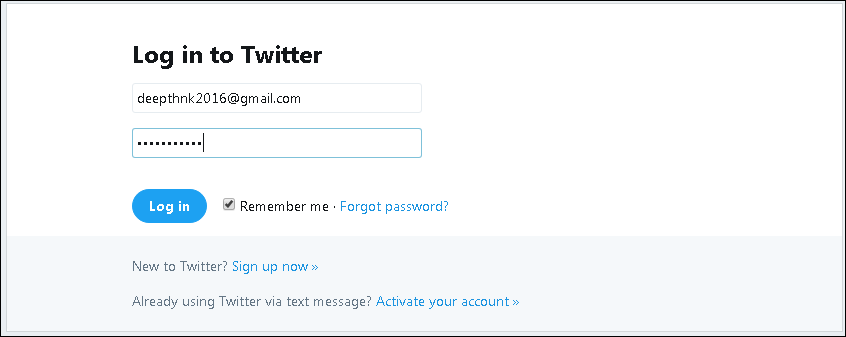 Log in to Twitter
deepthnk2016@gmail.com
•••••••••••
Log in Remember me · Forgot password?
New to Twitter? Sign up now »
Already using Twitter via text message? Activate your account »